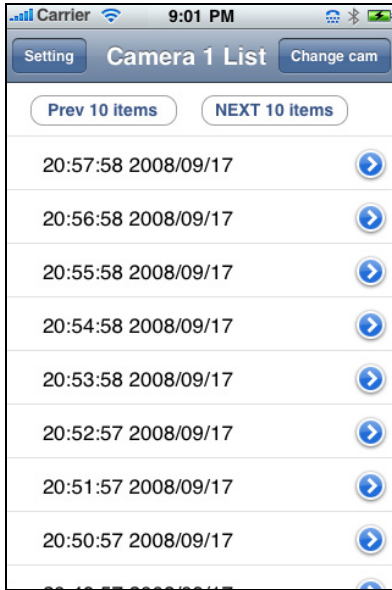 Carrier 9:01 PM
Setting Camera 1 List Change cam
Prev 10 items NEXT 10 items
20:57:58 2008/09/17
20:56:58 2008/09/17
20:55:58 2008/09/17
20:54:58 2008/09/17
20:53:58 2008/09/17
20:52:57 2008/09/17
20:51:57 2008/09/17
20:50:57 2008/09/17